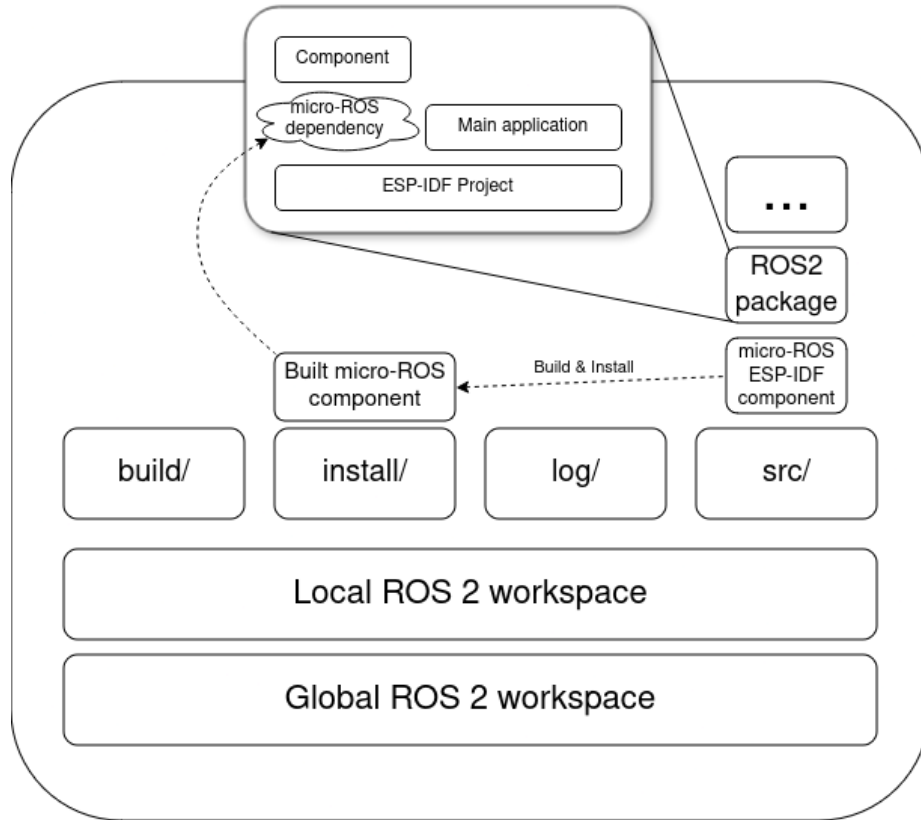 Component
micro-ROS
dependency
Main application
ESP-IDF Project
...
ROS2
package
micro-ROS
ESP-IDF
component
Build & Install
Built micro-ROS
component
build/
install/
log/
src/
Local ROS 2 workspace
Global ROS 2 workspace